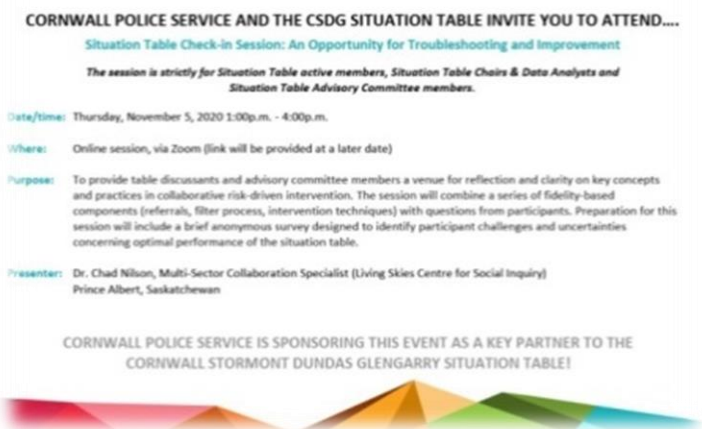 CORNWALL POLICE SERVICE AND THE CSDG SITUATION TABLE INVITE YOU TO ATTEND....
Situation Table Check-in Session: An Opportunity for Troubleshooting and Improvement
The session is strictly for Situation Table active members, Situation Table Chairs & Data Analysts and
Situation Table Advisory Committee members.
Date/time: Thursday, November 5, 2020 1:00p.m. - 4:00p.m.
Where: Online session, via Zoom (link will be provided at a later date)
Purpose: To provide table discussants and advisory committee members a venue for reflection and clarity on key concepts
and practices in collaborative risk-driven intervention. The session will combine a series of fidelity-based
components (referrals, filter process, intervention techniques) with questions from participants. Preparation for this
session will include a brief anonymous survey designed to identify participant challenges and uncertainties
concerning optimal performance of the situation table.
Presenter: Dr. Chad Nilson, Multi-Sector Collaboration Specialist (Living Skies Centre for Social Inquiry)
Prince Albert, Saskatchewan
CORNWALL POLICE SERVICE IS SPONSORING THIS EVENT AS A KEY PARTNER TO THE
CORNWALL STORMONT DUNDAS GLENGARRY SITUATION TABLE!